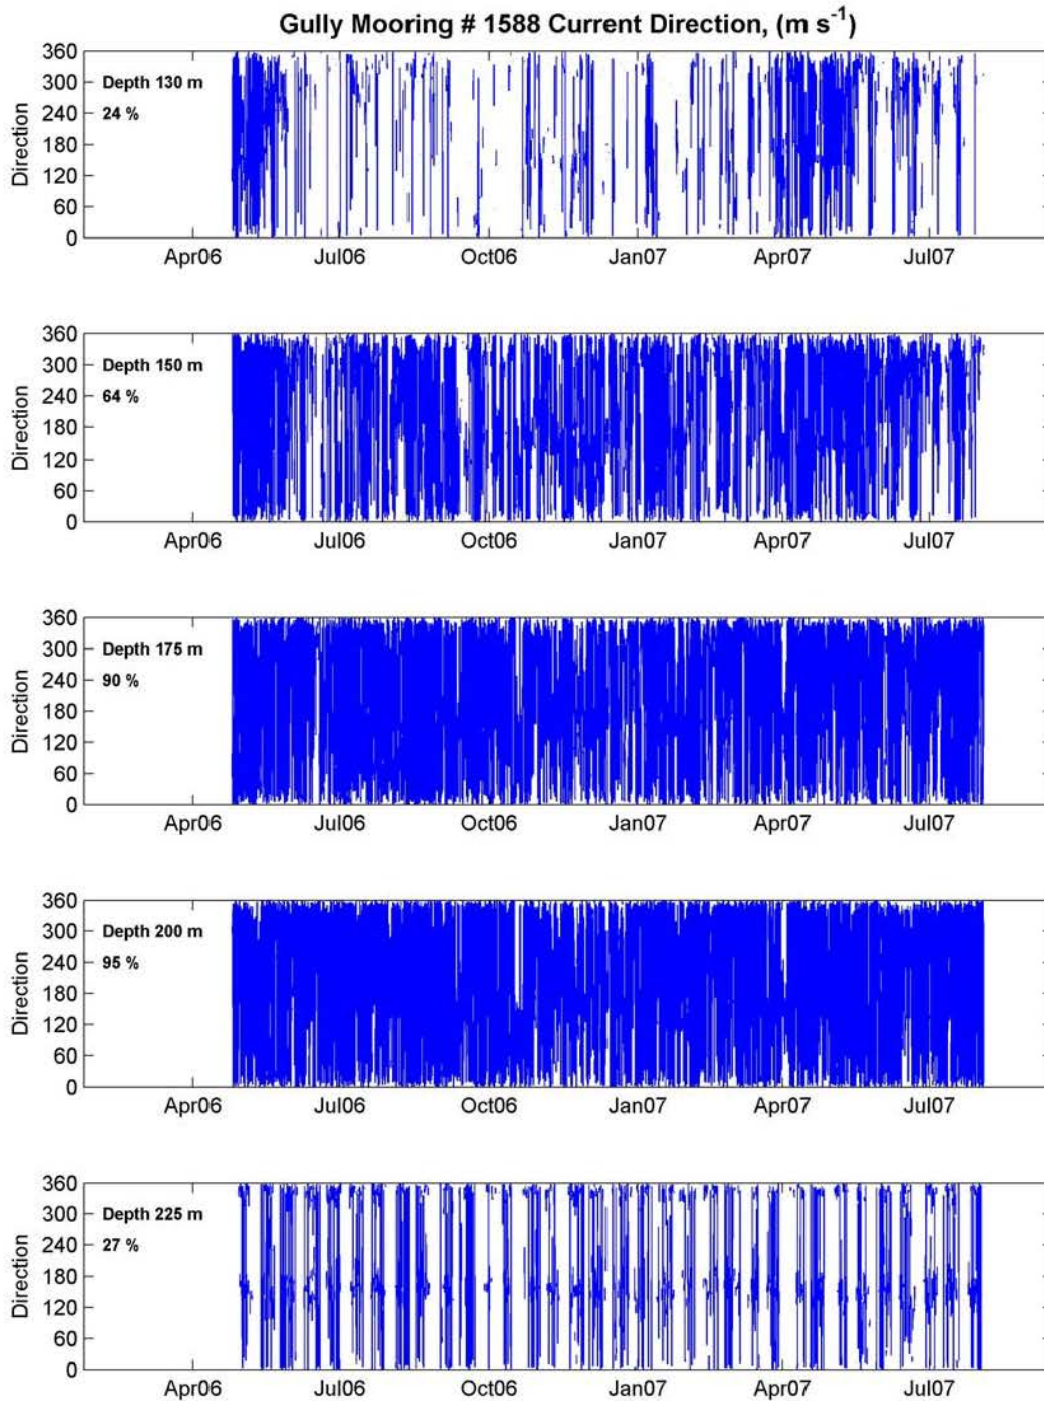 Gully Mooring # 1588 Current Direction, (m s-1)
360
300
240
180
120
60
0
Direction
Depth 130 m
24 %
Apr06 Jul06 Oct06 Jan07 Apr07 Jul07
360
300
240
180
120
60
0
Direction
Depth 150 m
64 %
Apr06 Jul06 Oct06 Jan07 Apr07 Jul07
360
300
240
180
120
60
0
Direction
Depth 175 m
90 %
Apr06 Jul06 Oct06 Jan07 Apr07 Jul07
360
300
240
180
120
60
0
Direction
Depth 200 m
95 %
Apr06 Jul06 Oct06 Jan07 Apr07 Jul07
360
300
240
180
120
60
0
Direction
Depth 225 m
27 %
Apr06 Jul06 Oct06 Jan07 Apr07 Jul07